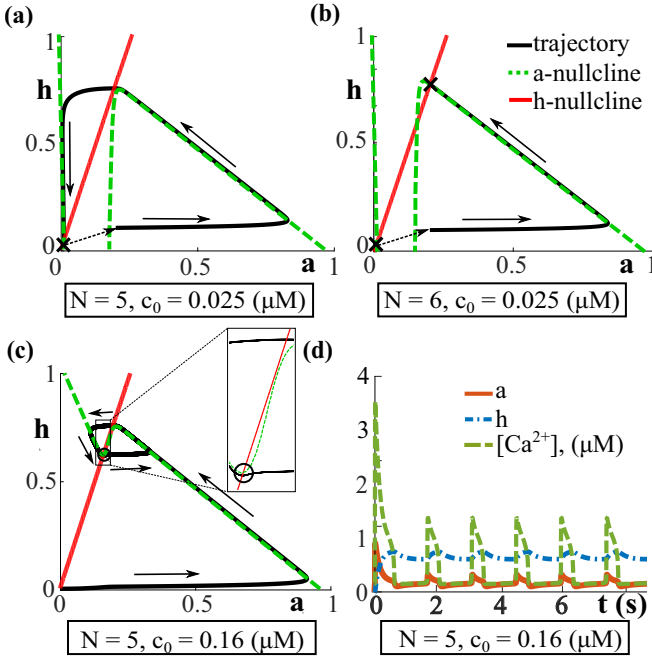 (a)
1
h
0.5
0
0
0.5
a
1
N = 5, c₀ = 0.025 (μM)
(b)
1
h
0.5
0
0
0.5
a
1
trajectory
a-nullcline
h-nullcline
N = 6, c₀ = 0.025 (μM)
(c)
1
h
0.5
0
0
0.5
a
1
N = 5, c₀ = 0.16 (μM)
(d)
4
3
2
1
0
0
2
4
6
t (s)
a
h
[Ca²⁺], (μM)
N = 5, c₀ = 0.16 (μM)